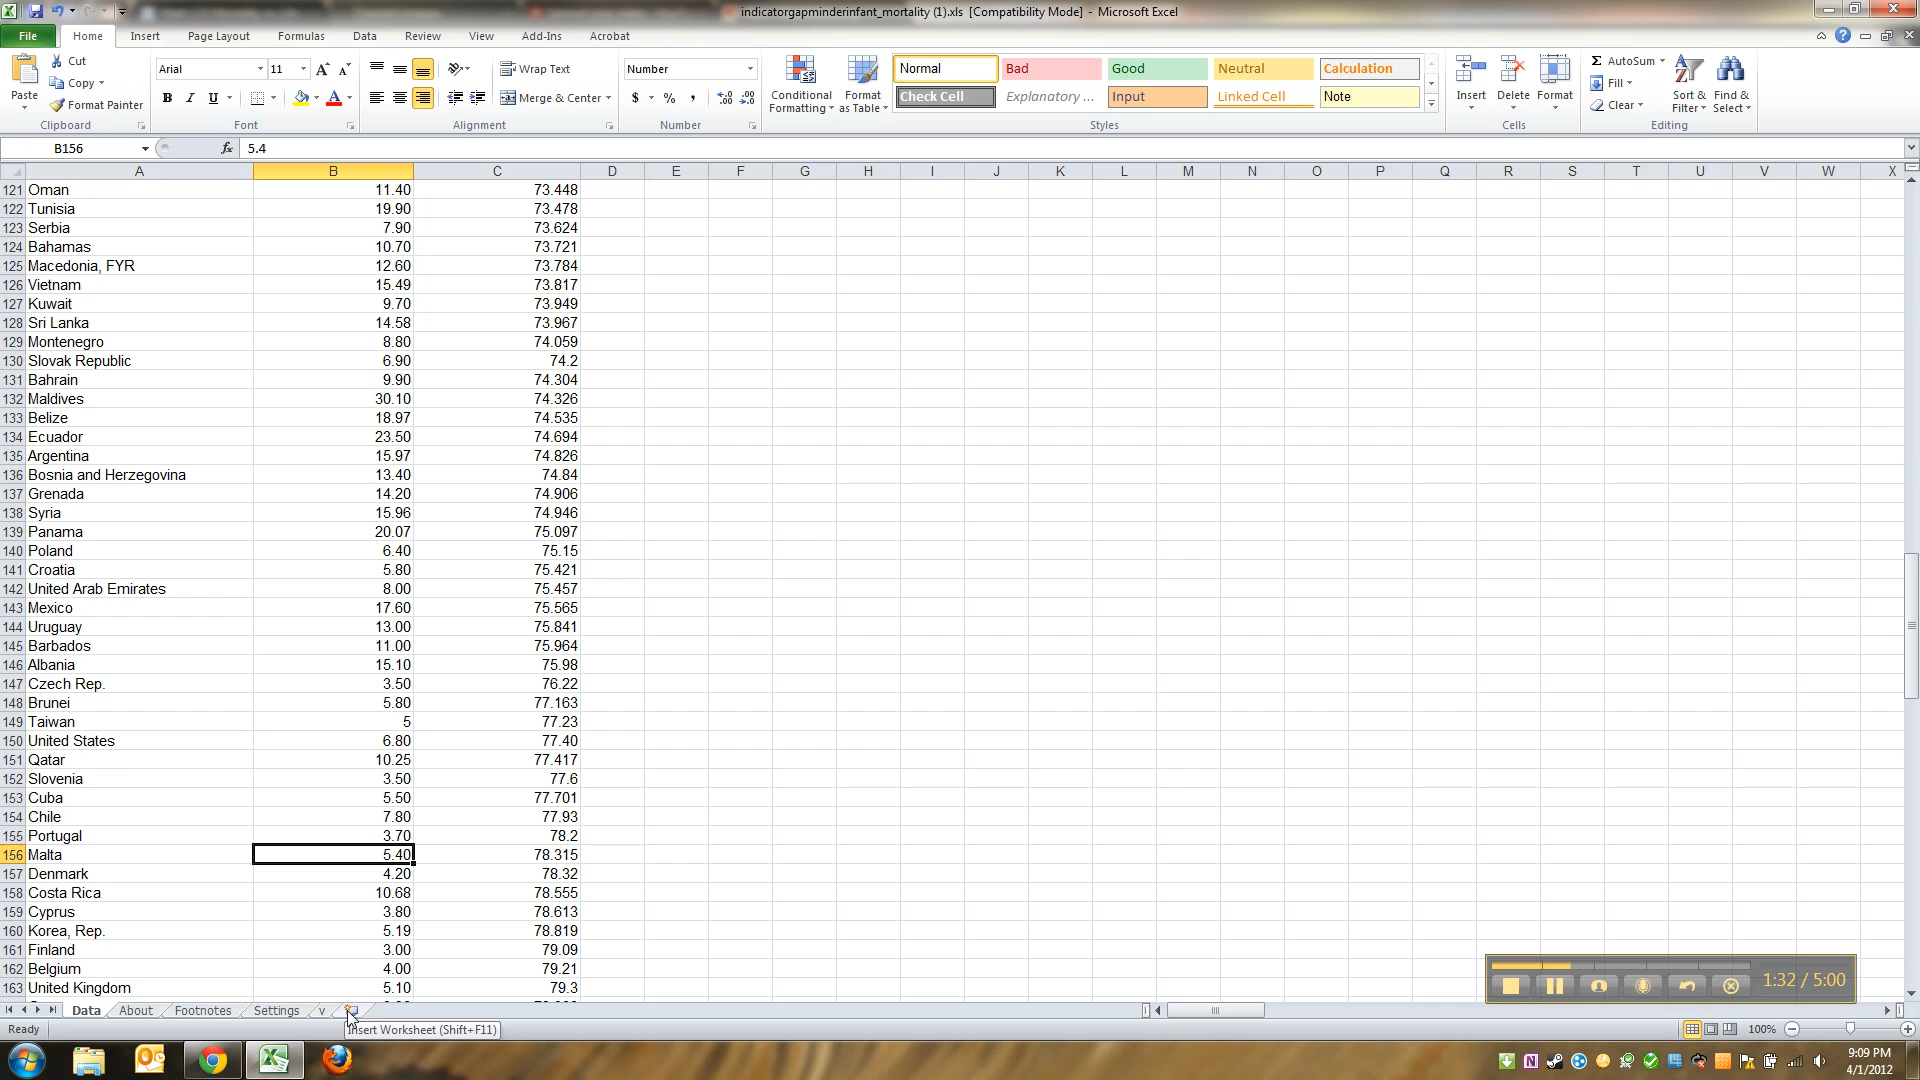 indicatorgapminderinfant_mortality (1).xls [Compatibility Mode] - Microsoft Excel
File Home Insert Page Layout Formulas Data Review View Add-Ins Acrobat
Paste Cut Copy Format Painter Clipboard
Arial 11 B I U Font
Wrap Text Merge & Center Alignment
Number $ % , Number
Conditional Formatting Format as Table
Normal Bad Good Neutral Calculation
Check Cell Explanatory ... Input Linked Cell Note
Styles
Insert Delete Format Cells
Σ AutoSum Fill Clear Sort & Filter Find & Select Editing
B156 fx 5.4
A B C D E F G H I J K L M N O P Q R S T U V W X
121 Oman 11.40 73.448
122 Tunisia 19.90 73.478
123 Serbia 7.90 73.624
124 Bahamas 10.70 73.721
125 Macedonia, FYR 12.60 73.784
126 Vietnam 15.49 73.817
127 Kuwait 9.70 73.949
128 Sri Lanka 14.58 73.967
129 Montenegro 8.80 74.059
130 Slovak Republic 6.90 74.2
131 Bahrain 9.90 74.304
132 Maldives 30.10 74.326
133 Belize 18.97 74.535
134 Ecuador 23.50 74.694
135 Argentina 15.97 74.826
136 Bosnia and Herzegovina 13.40 74.84
137 Grenada 14.20 74.906
138 Syria 15.96 74.946
139 Panama 20.07 75.097
140 Poland 6.40 75.15
141 Croatia 5.80 75.421
142 United Arab Emirates 8.00 75.457
143 Mexico 17.60 75.565
144 Uruguay 13.00 75.841
145 Barbados 11.00 75.964
146 Albania 15.10 75.98
147 Czech Rep. 3.50 76.22
148 Brunei 5.80 77.163
149 Taiwan 5 77.23
150 United States 6.80 77.40
151 Qatar 10.25 77.417
152 Slovenia 3.50 77.6
153 Cuba 5.50 77.701
154 Chile 7.80 77.93
155 Portugal 3.70 78.2
156 Malta 5.40 78.315
157 Denmark 4.20 78.32
158 Costa Rica 10.68 78.555
159 Cyprus 3.80 78.613
160 Korea, Rep. 5.19 78.819
161 Finland 3.00 79.09
162 Belgium 4.00 79.21
163 United Kingdom 5.10 79.3
1:32 / 5:00
Data About Footnotes Settings v
Ready Insert Worksheet (Shift+F11) 100%
9:09 PM
4/1/2012